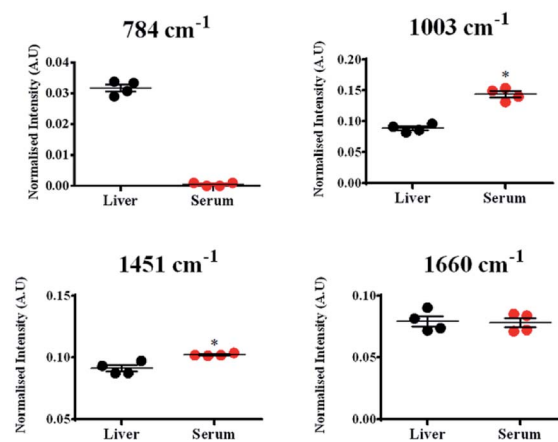 784 cm-1
Normalised Intensity (A.U)
0.04
0.03
0.02
0.01
0.00
Liver
Serum
1003 cm-1
Normalised Intensity (A.U)
0.20
0.15
0.10
0.05
0.00
*
Liver
Serum
1451 cm-1
Normalised Intensity (A.U)
0.15
0.10
0.05
*
Liver
Serum
1660 cm-1
Normalised Intensity (A.U)
0.10
0.05
0.00
Liver
Serum